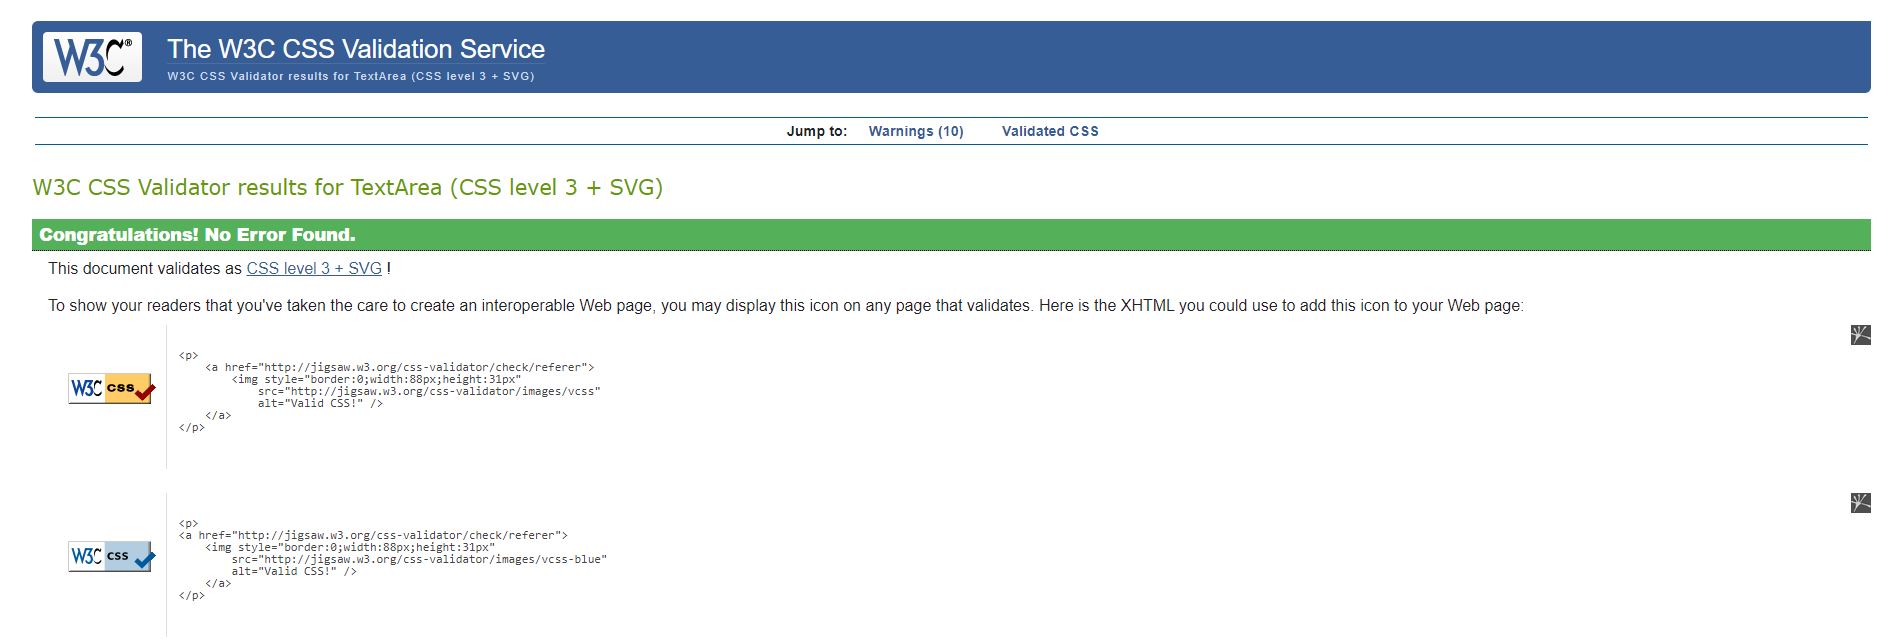 W3C®
The W3C CSS Validation Service
W3C CSS Validator results for TextArea (CSS level 3 + SVG)
Jump to: Warnings (10) Validated CSS
W3C CSS Validator results for TextArea (CSS level 3 + SVG)
Congratulations! No Error Found.
This document validates as CSS level 3 + SVG !
To show your readers that you've taken the care to create an interoperable Web page, you may display this icon on any page that validates. Here is the XHTML you could use to add this icon to your Web page:
W3C css
<p>
    <a href="http://jigsaw.w3.org/css-validator/check/referer">
        <img style="border:0;width:88px;height:31px"
            src="http://jigsaw.w3.org/css-validator/images/vcss"
            alt="Valid CSS!" />
    </a>
</p>
W3C css
<p>
<a href="http://jigsaw.w3.org/css-validator/check/referer">
    <img style="border:0;width:88px;height:31px"
        src="http://jigsaw.w3.org/css-validator/images/vcss-blue"
        alt="Valid CSS!" />
    </a>
</p>